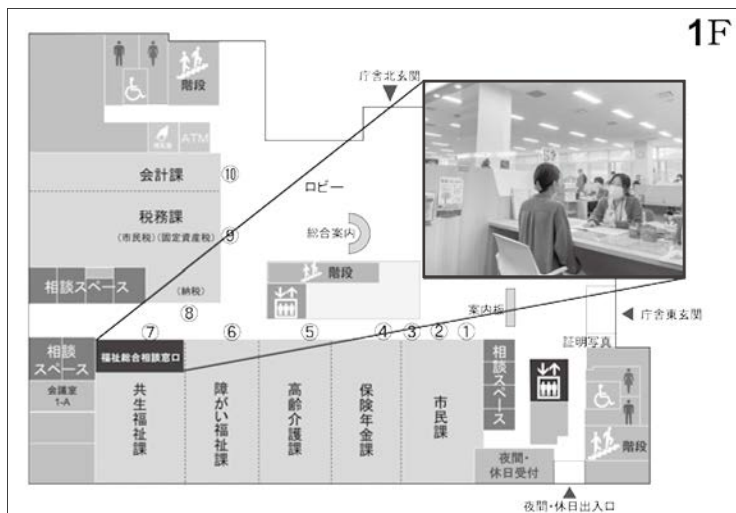 1F
庁舎北玄関
階段
ATM
会計課
⑩
ロビー
税務課
(市民税)(固定資産税)
⑨
総合案内
相談スペース
(納税)
⑧
階段
案内板
庁舎東玄関
証明写真
⑦
⑥
⑤
④
③
②
①
相談
スペース
福祉総合相談窓口
会議室
1-A
共生福祉課
障がい福祉課
高齢介護課
保険年金課
市民課
相談スペース
階段
夜間・
休日受付
夜間・休日出入口